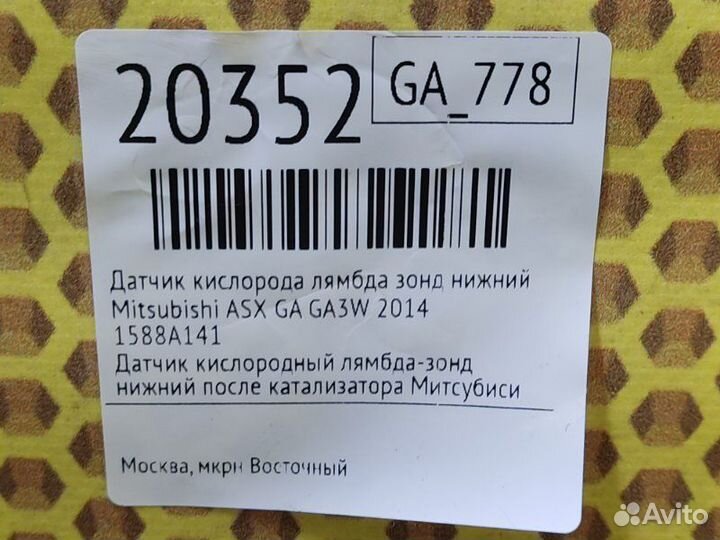 20352
GA_778
Датчик кислорода лямбда зонд нижний
Mitsubishi ASX GA GA3W 2014
1588A141
Датчик кислородный лямбда-зонд
нижний после катализатора Митсубиси
Москва, мкрн Восточный
Avito